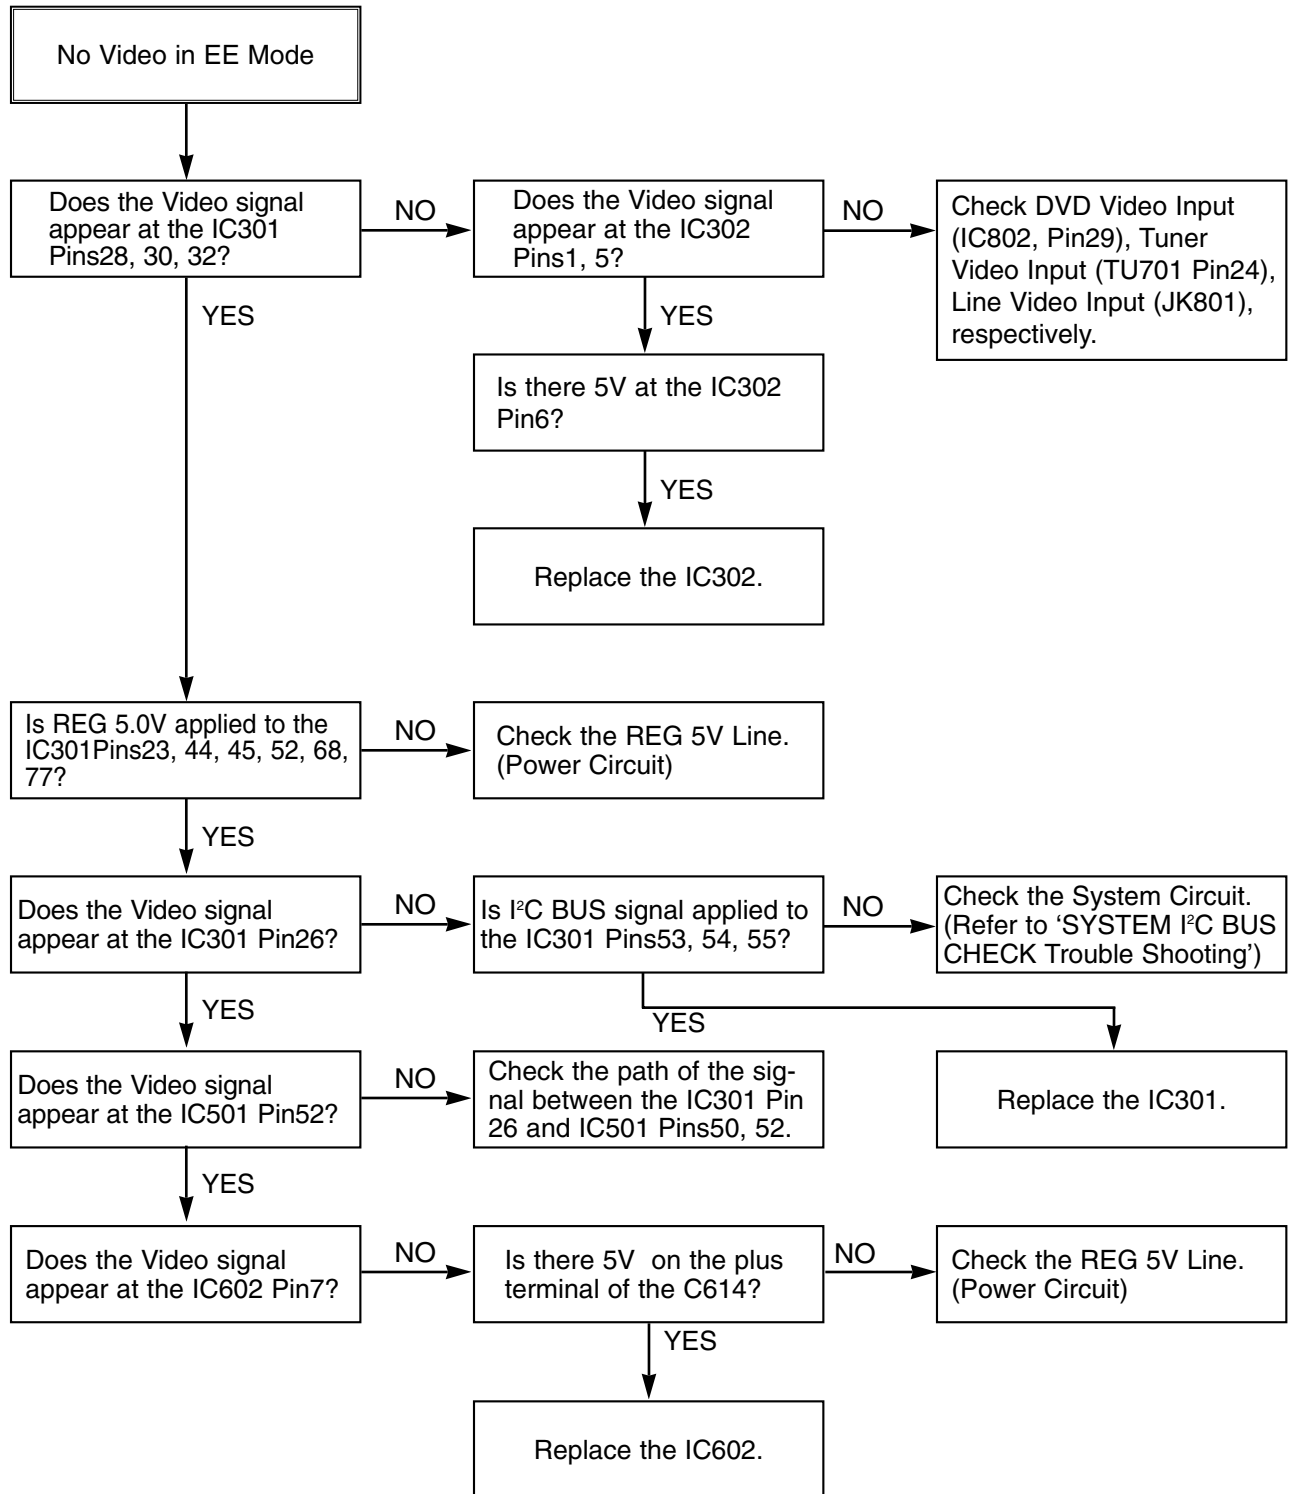 No Video in EE Mode
Does the Video signal
appear at the IC301
Pins28, 30, 32?
NO
Does the Video signal
appear at the IC302
Pins1, 5?
NO
Check DVD Video Input
(IC802, Pin29), Tuner
Video Input (TU701 Pin24),
Line Video Input (JK801),
respectively.
YES
YES
Is there 5V at the IC302
Pin6?
YES
Replace the IC302.
Is REG 5.0V applied to the
IC301Pins23, 44, 45, 52, 68,
77?
NO
Check the REG 5V Line.
(Power Circuit)
YES
Does the Video signal
appear at the IC301 Pin26?
NO
Is I²C BUS signal applied to
the IC301 Pins53, 54, 55?
NO
Check the System Circuit.
(Refer to ‘SYSTEM I²C BUS
CHECK Trouble Shooting’)
YES
YES
Does the Video signal
appear at the IC501 Pin52?
NO
Check the path of the sig-
nal between the IC301 Pin
26 and IC501 Pins50, 52.
Replace the IC301.
YES
Does the Video signal
appear at the IC602 Pin7?
NO
Is there 5V  on the plus
terminal of the C614?
NO
Check the REG 5V Line.
(Power Circuit)
YES
Replace the IC602.